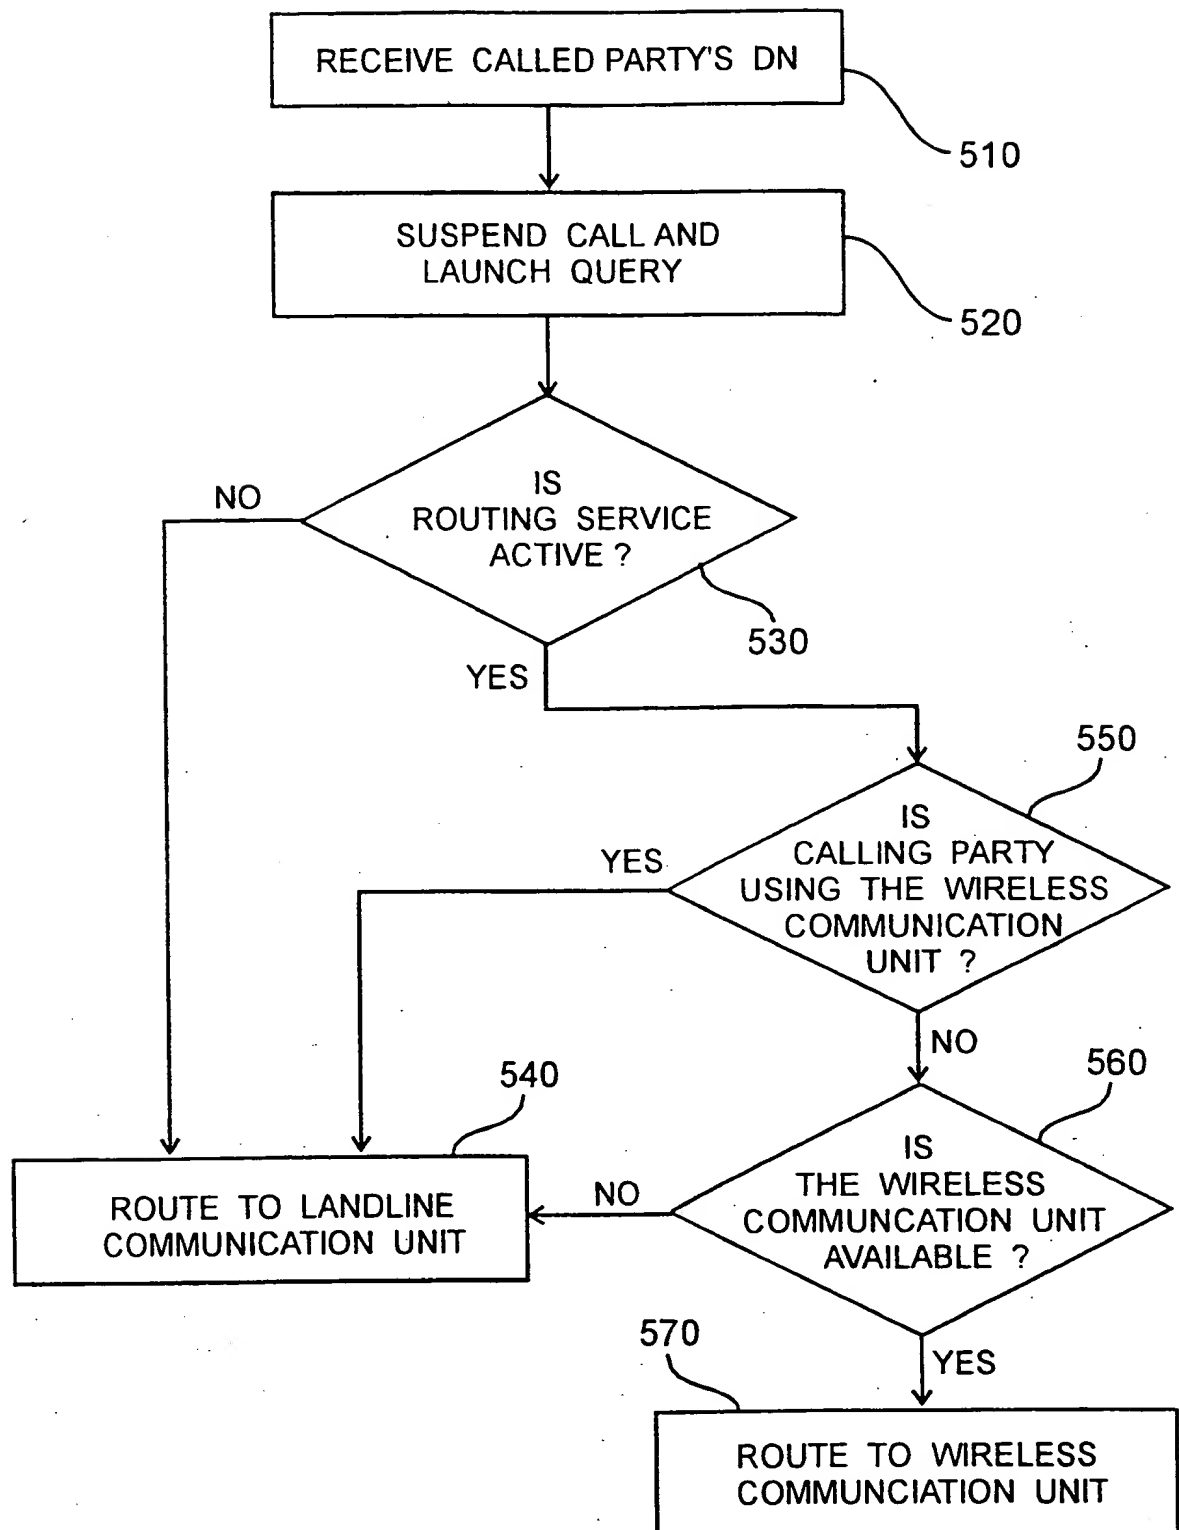 RECEIVE CALLED PARTY'S DN
510
SUSPEND CALL AND
LAUNCH QUERY
520
IS
ROUTING SERVICE
ACTIVE ?
530
NO
YES
550
IS
CALLING PARTY
USING THE WIRELESS
COMMUNICATION
UNIT ?
YES
NO
540
ROUTE TO LANDLINE
COMMUNICATION UNIT
560
IS
THE WIRELESS
COMMUNCATION UNIT
AVAILABLE ?
NO
YES
570
ROUTE TO WIRELESS
COMMUNCIATION UNIT